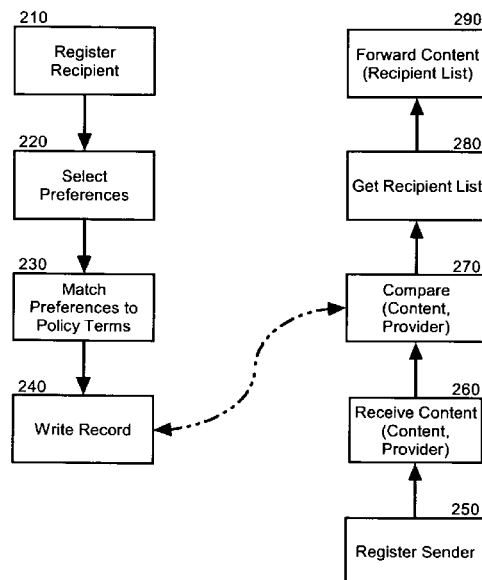 210
Register
Recipient
220
Select
Preferences
230
Match
Preferences to
Policy Terms
240
Write Record
290
Forward Content
(Recipient List)
280
Get Recipient List
270
Compare
(Content,
Provider)
260
Receive Content
(Content,
Provider)
250
Register Sender